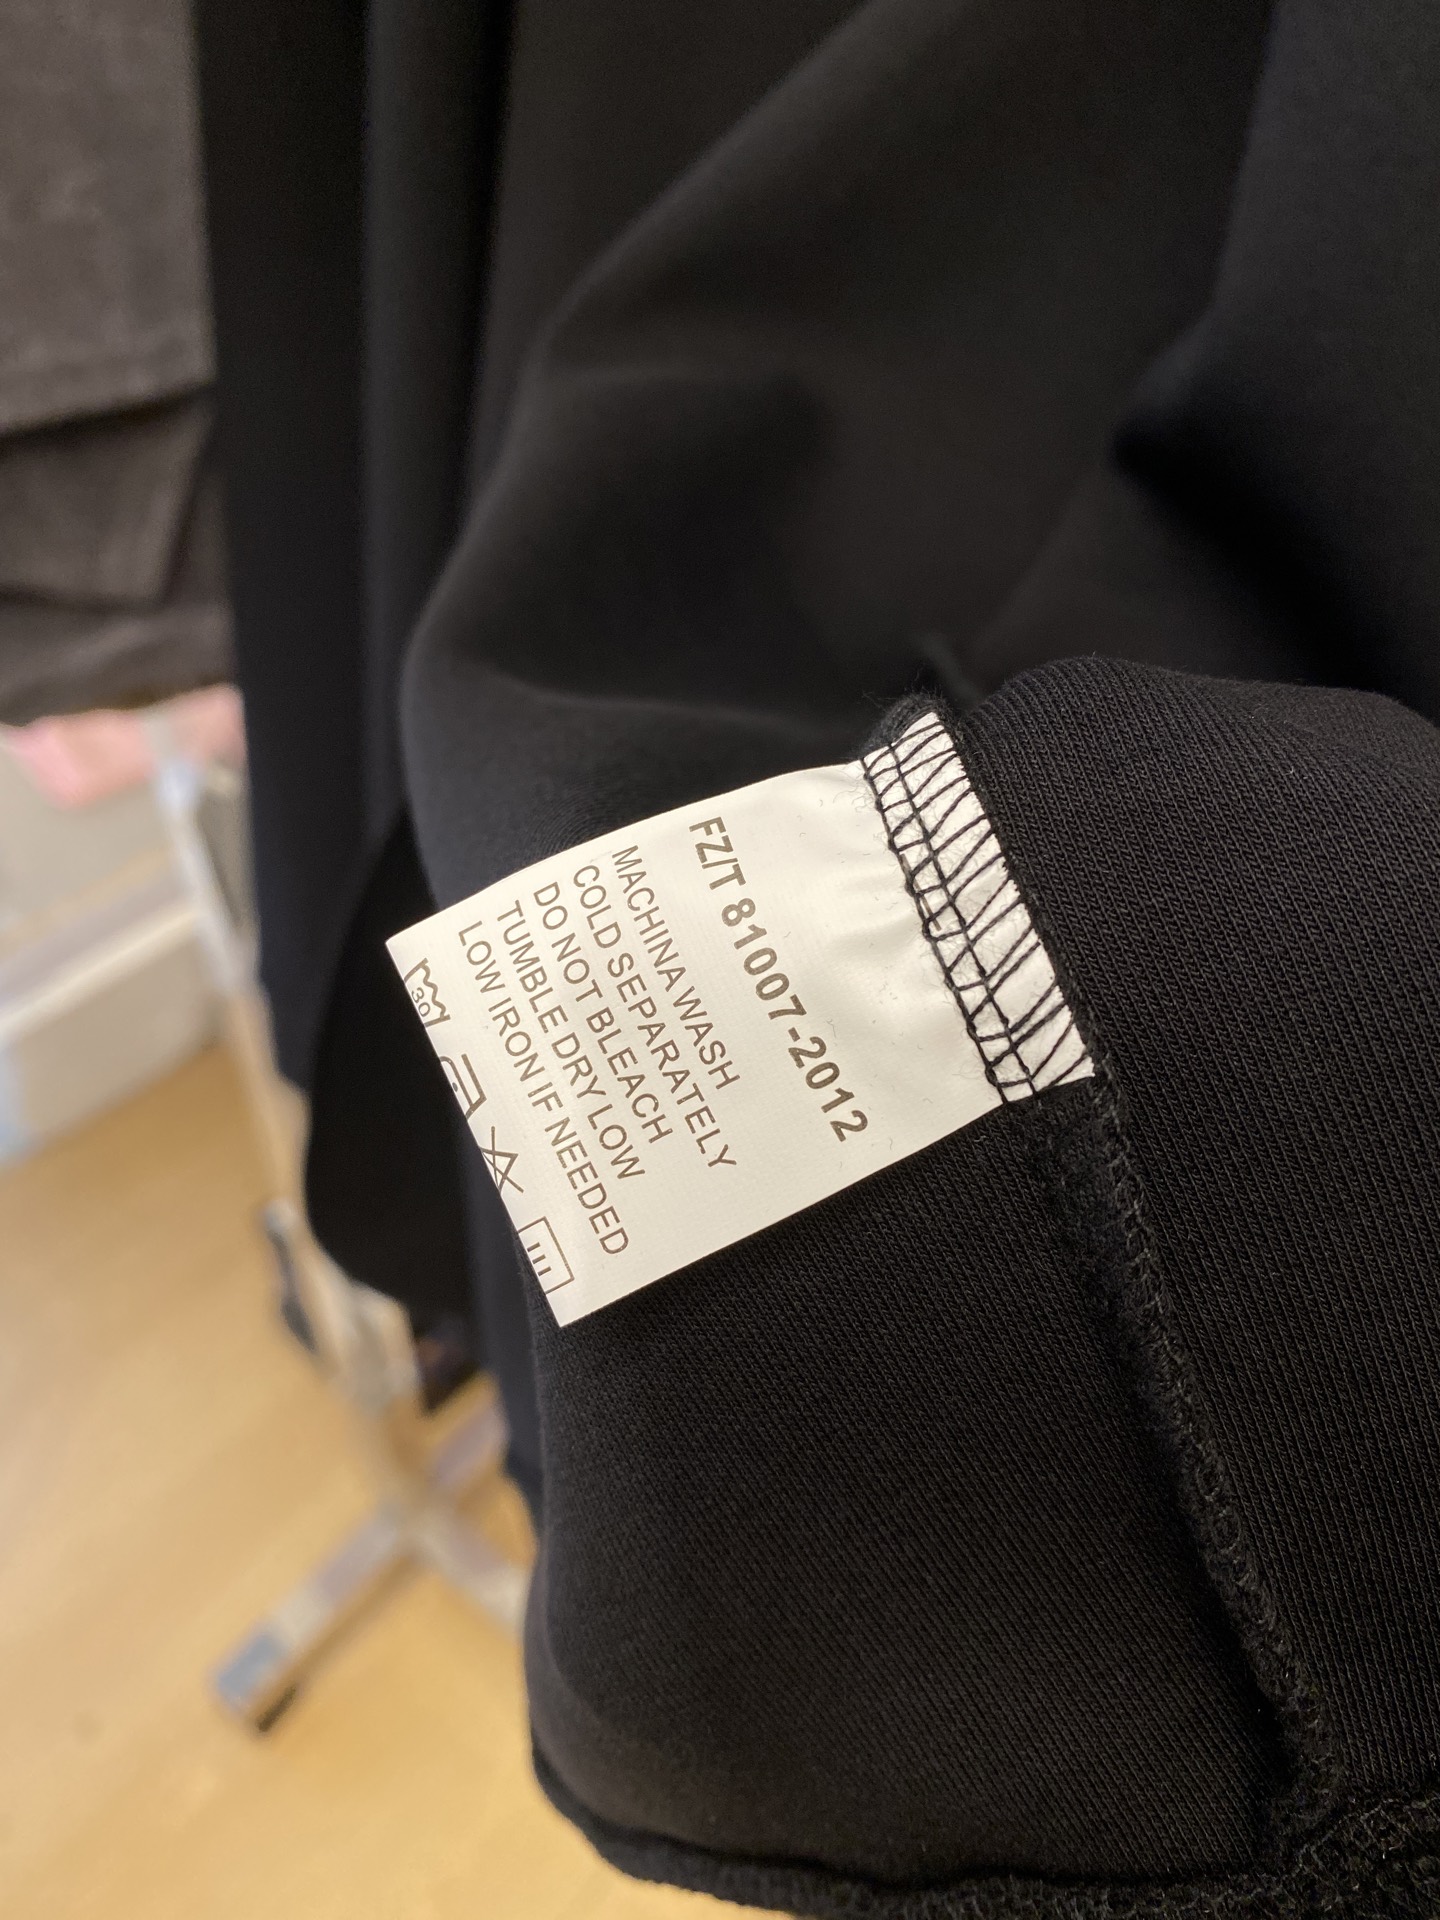 FZ/T 81007-2012
MACHINA WASH
COLD SEPARATELY
DO NOT BLEACH
TUMBLE DRY LOW
LOW IRON IF NEEDED
30